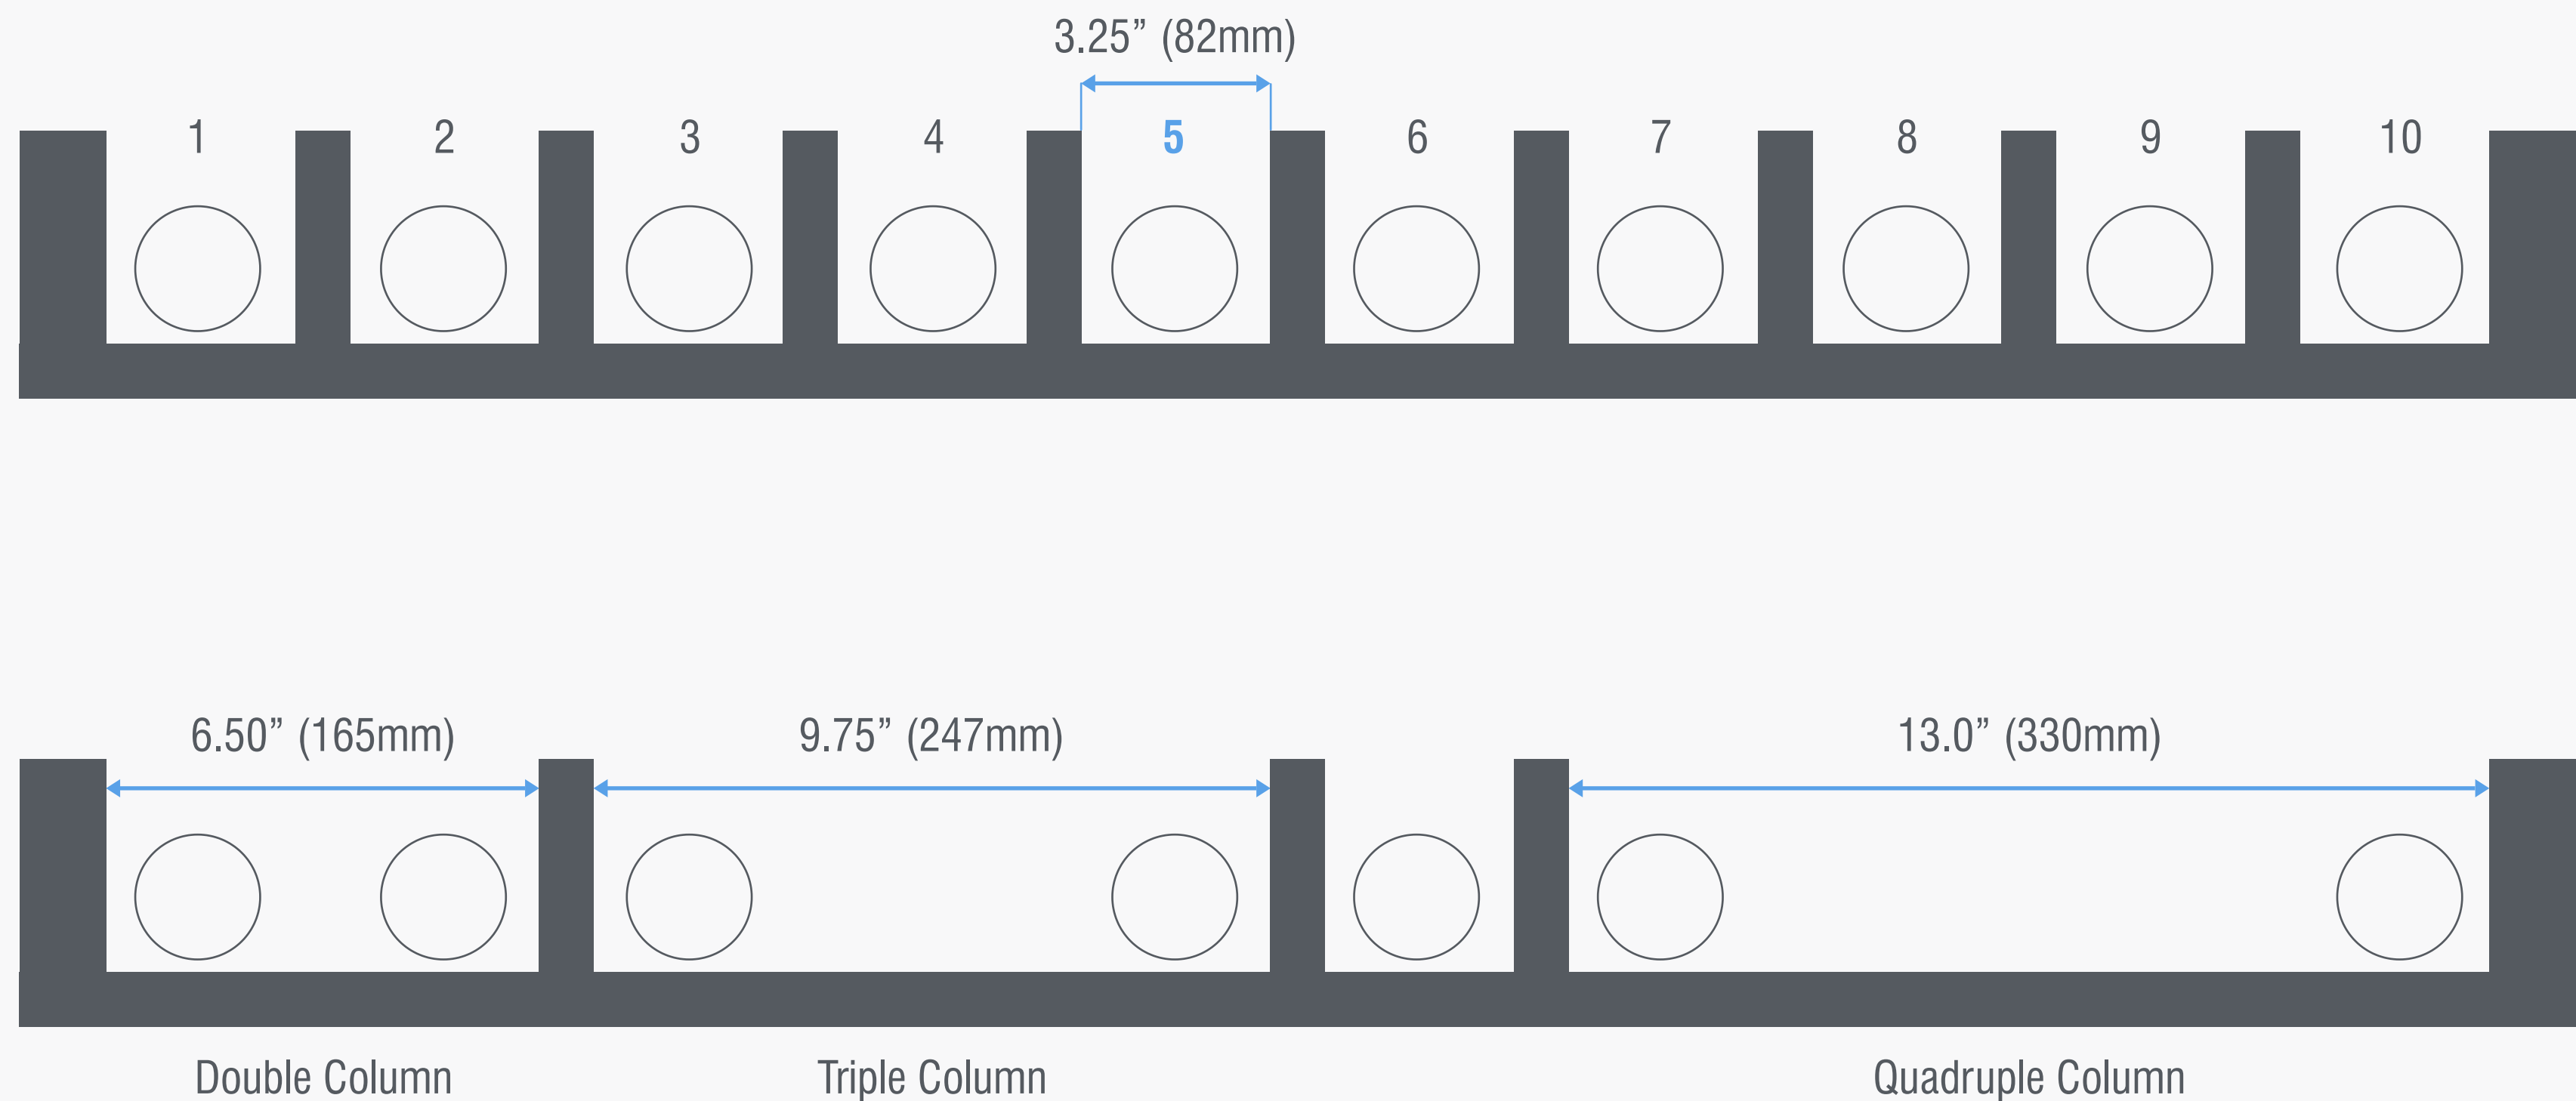 3.25” (82mm)
1 2 3 4 5 6 7 8 9 10
6.50” (165mm) 9.75” (247mm) 13.0” (330mm)
Double Column Triple Column Quadruple Column